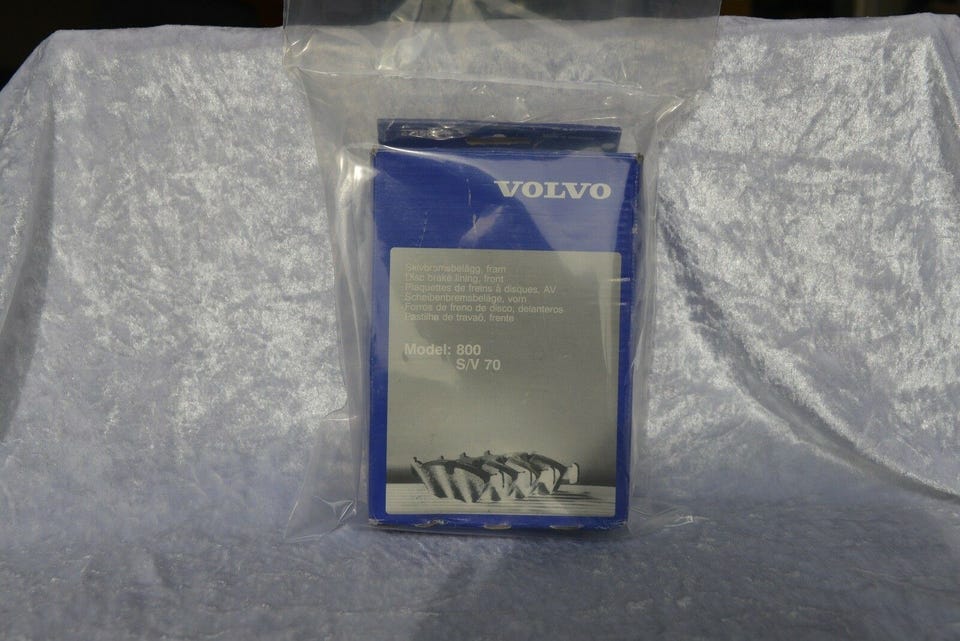 VOLVO
Skivbromsbelägg, fram
Disc brake lining, front
Plaquettes de freins à disques, AV
Scheibenbremsbeläge, vorn
Forros de freno de disco, delanteros
Pastilha de travaõ, frente
Model: 800
S/V 70